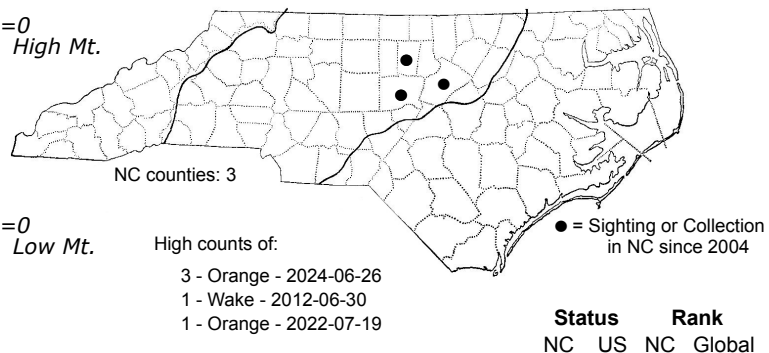 =0
High Mt.
NC counties: 3
=0
Low Mt.
High counts of:
3 - Orange - 2024-06-26
1 - Wake - 2012-06-30
1 - Orange - 2022-07-19
● = Sighting or Collection
in NC since 2004
Status Rank
NC US NC Global